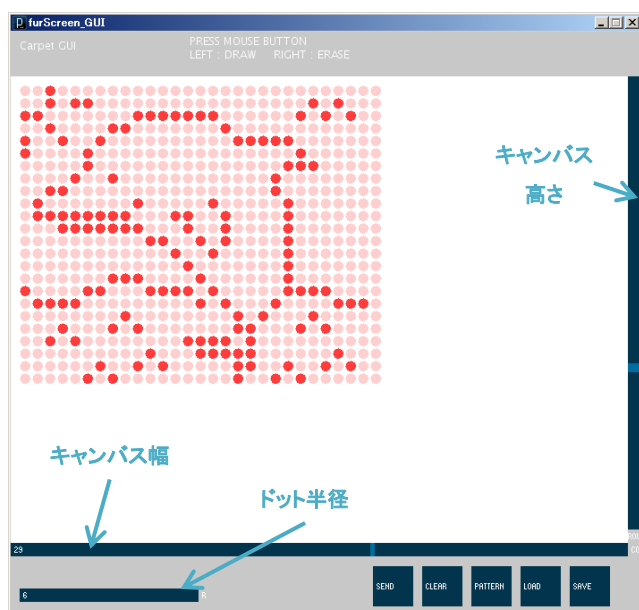 furScreen_GUI
Carpet GUI
PRESS MOUSE BUTTON
LEFT : DRAW RIGHT : ERASE
キャンバス
高さ
キャンバス幅
ドット半径
29
6
R
SEND
CLEAR
PATTERN
LOAD
SAVE